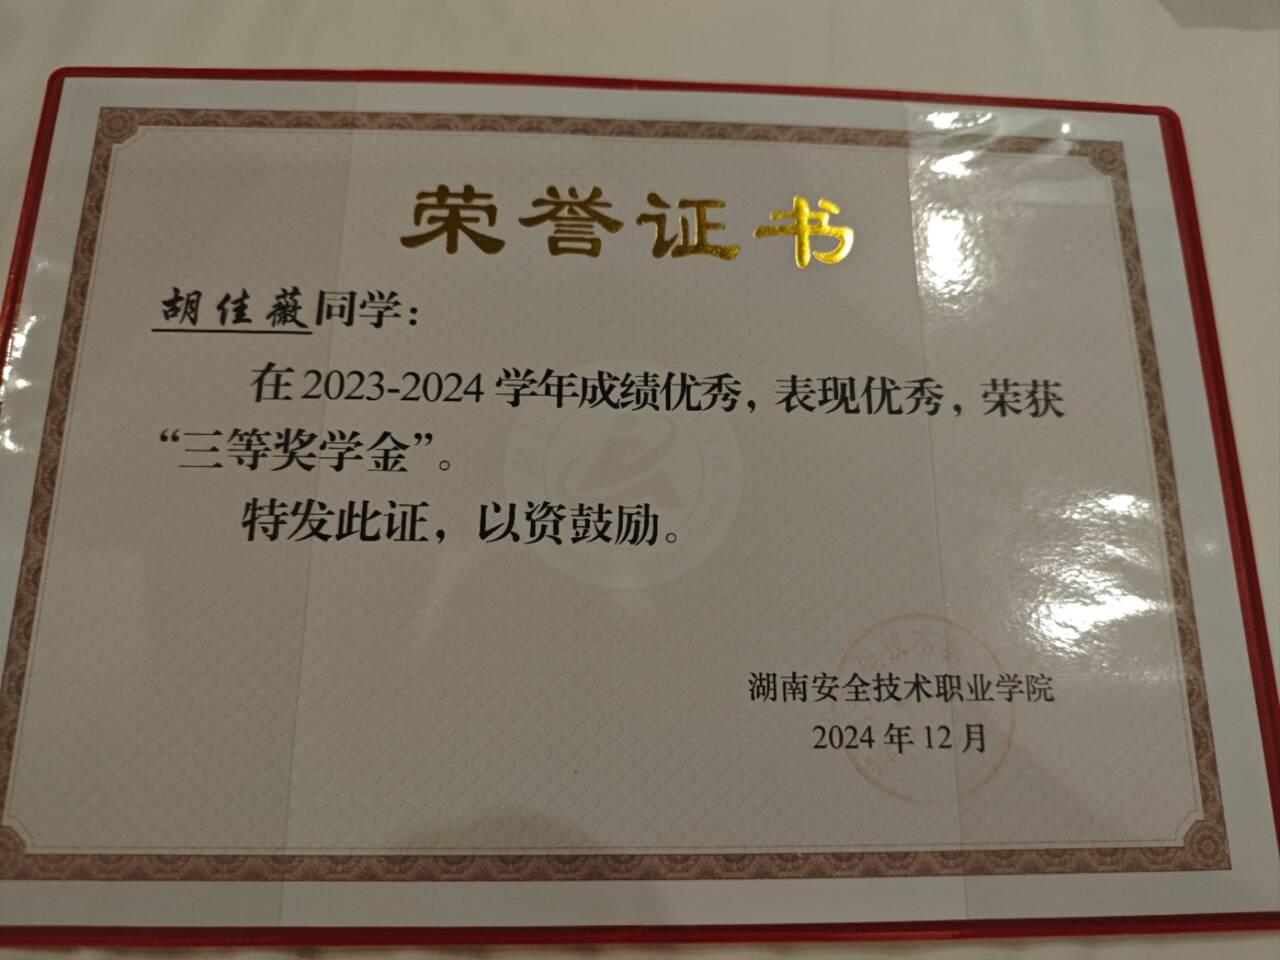 荣誉证书
胡佳薇同学：
在2023-2024学年成绩优秀，表现优秀，荣获
“三等奖学金”。
特发此证，以资鼓励。
湖南安全技术职业学院
2024年12月